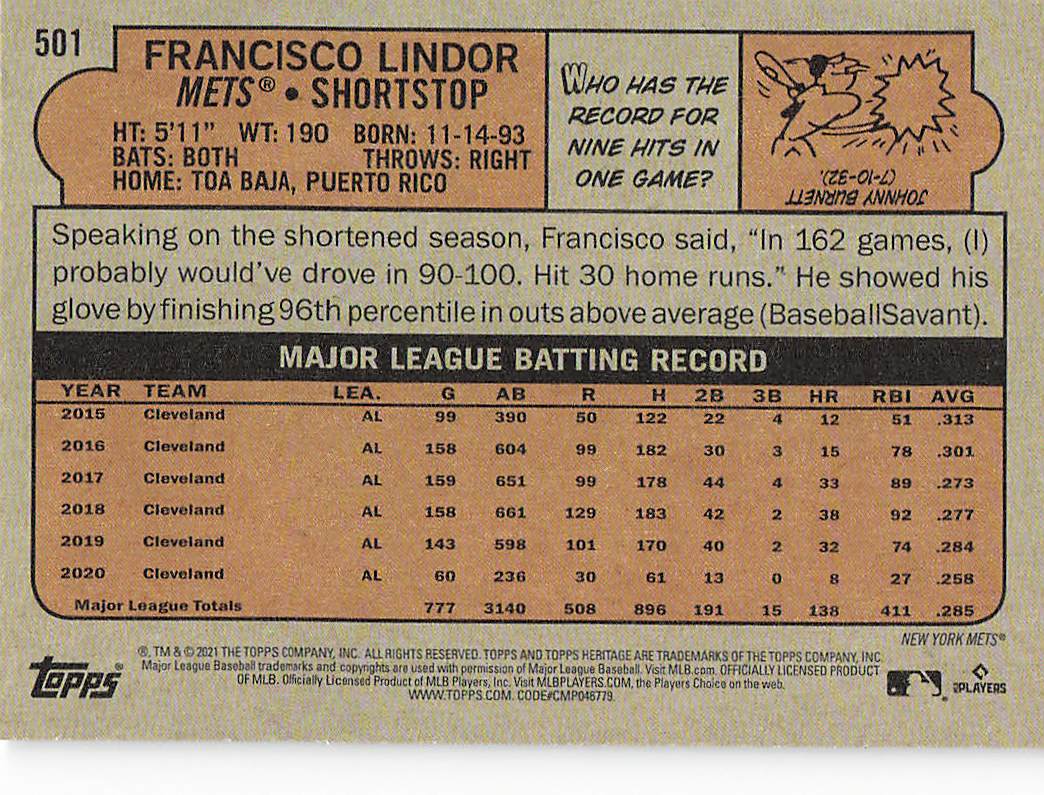 501
FRANCISCO LINDOR
METS® • SHORTSTOP
HT: 5'11" WT: 190 BORN: 11-14-93
BATS: BOTH THROWS: RIGHT
HOME: TOA BAJA, PUERTO RICO
WHO HAS THE
RECORD FOR
NINE HITS IN
ONE GAME?
JOHNNY BURNETT
(7-10-32).
Speaking on the shortened season, Francisco said, “In 162 games, (I)
probably would've drove in 90-100. Hit 30 home runs.” He showed his
glove by finishing 96th percentile in outs above average (BaseballSavant).
MAJOR LEAGUE BATTING RECORD
YEAR TEAM LEA. G AB R H 2B 3B HR RBI AVG
2015 Cleveland AL 99 390 50 122 22 4 12 51 .313
2016 Cleveland AL 158 604 99 182 30 3 15 78 .301
2017 Cleveland AL 159 651 99 178 44 4 33 89 .273
2018 Cleveland AL 158 661 129 183 42 2 38 92 .277
2019 Cleveland AL 143 598 101 170 40 2 32 74 .284
2020 Cleveland AL 60 236 30 61 13 0 8 27 .258
Major League Totals 777 3140 508 896 191 15 138 411 .285
NEW YORK METS®
®, TM & © 2021 THE TOPPS COMPANY, INC. ALL RIGHTS RESERVED. TOPPS AND TOPPS HERITAGE ARE TRADEMARKS OF THE TOPPS COMPANY, INC.
Major League Baseball trademarks and copyrights are used with permission of Major League Baseball. Visit MLB.com. OFFICIALLY LICENSED PRODUCT
OF MLB. Officially Licensed Product of MLB Players, Inc. Visit MLBPLAYERS.COM, the Players Choice on the web.
WWW.TOPPS.COM. CODE#CMP046779.
topps®
PLAYERS